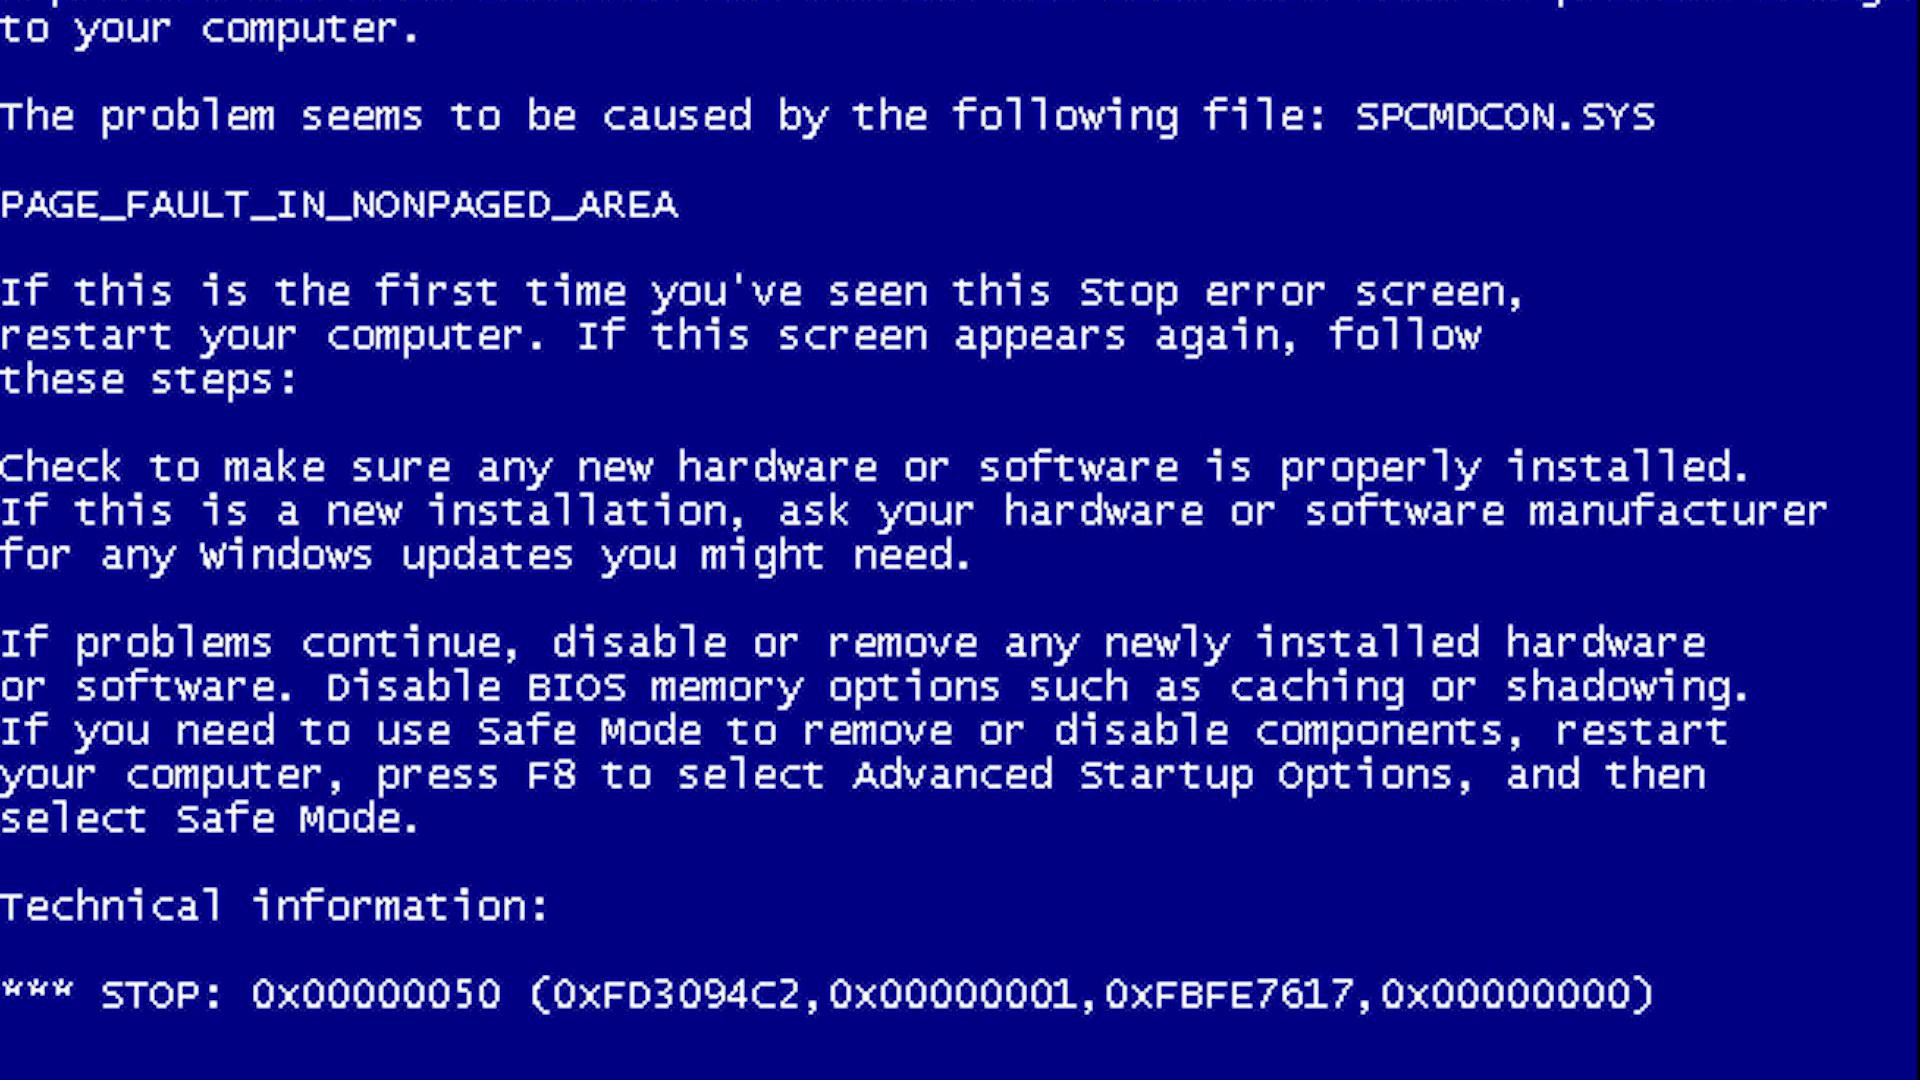 to your computer.
The problem seems to be caused by the following file: SPCMDCON.SYS
PAGE_FAULT_IN_NONPAGED_AREA
If this is the first time you've seen this Stop error screen,
restart your computer. If this screen appears again, follow
these steps:
Check to make sure any new hardware or software is properly installed.
If this is a new installation, ask your hardware or software manufacturer
for any Windows updates you might need.
If problems continue, disable or remove any newly installed hardware
or software. Disable BIOS memory options such as caching or shadowing.
If you need to use Safe Mode to remove or disable components, restart
your computer, press F8 to select Advanced Startup Options, and then
select Safe Mode.
Technical information:
*** STOP: 0x00000050 (0xFD3094C2,0x00000001,0xFBFE7617,0x00000000)